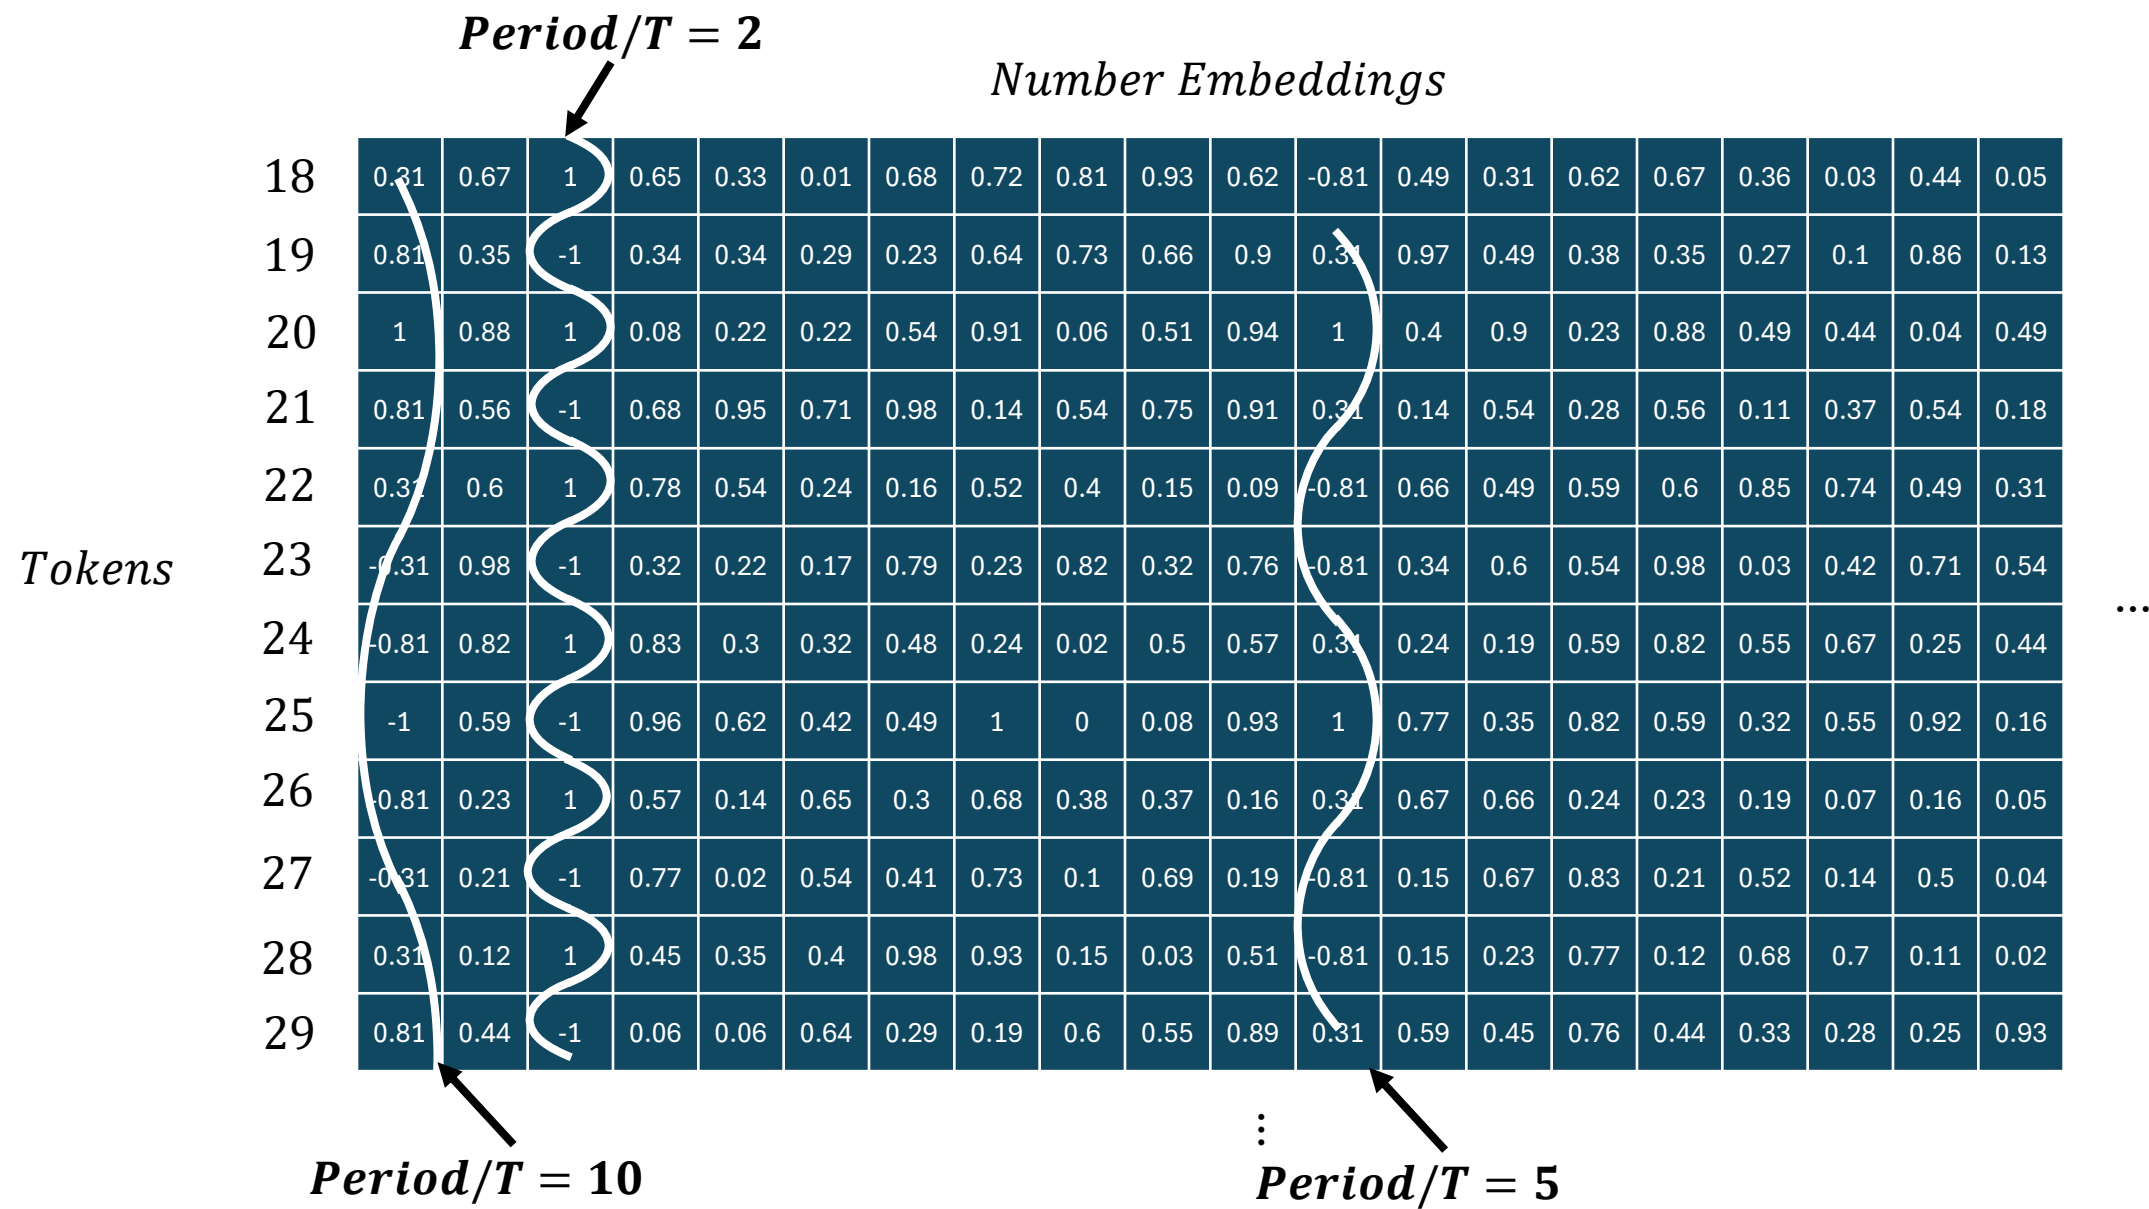 Period/T = 2
Number Embeddings
18 0.31 0.67 1 0.65 0.33 0.01 0.68 0.72 0.81 0.93 0.62 -0.81 0.49 0.31 0.62 0.67 0.36 0.03 0.44 0.05
19 0.81 0.35 -1 0.34 0.34 0.29 0.23 0.64 0.73 0.66 0.9 0.31 0.97 0.49 0.38 0.35 0.27 0.1 0.86 0.13
20 1 0.88 1 0.08 0.22 0.22 0.54 0.91 0.06 0.51 0.94 1 0.4 0.9 0.23 0.88 0.49 0.44 0.04 0.49
21 0.81 0.56 -1 0.68 0.95 0.71 0.98 0.14 0.54 0.75 0.91 0.31 0.14 0.54 0.28 0.56 0.11 0.37 0.54 0.18
22 0.31 0.6 1 0.78 0.54 0.24 0.16 0.52 0.4 0.15 0.09 -0.81 0.66 0.49 0.59 0.6 0.85 0.74 0.49 0.31
Tokens
23 -0.31 0.98 -1 0.32 0.22 0.17 0.79 0.23 0.82 0.32 0.76 -0.81 0.34 0.6 0.54 0.98 0.03 0.42 0.71 0.54
24 -0.81 0.82 1 0.83 0.3 0.32 0.48 0.24 0.02 0.5 0.57 0.31 0.24 0.19 0.59 0.82 0.55 0.67 0.25 0.44
...
25 -1 0.59 -1 0.96 0.62 0.42 0.49 1 0 0.08 0.93 1 0.77 0.35 0.82 0.59 0.32 0.55 0.92 0.16
26 -0.81 0.23 1 0.57 0.14 0.65 0.3 0.68 0.38 0.37 0.16 0.31 0.67 0.66 0.24 0.23 0.19 0.07 0.16 0.05
27 -0.31 0.21 -1 0.77 0.02 0.54 0.41 0.73 0.1 0.69 0.19 -0.81 0.15 0.67 0.83 0.21 0.52 0.14 0.5 0.04
28 0.31 0.12 1 0.45 0.35 0.4 0.98 0.93 0.15 0.03 0.51 -0.81 0.15 0.23 0.77 0.12 0.68 0.7 0.11 0.02
29 0.81 0.44 -1 0.06 0.06 0.64 0.29 0.19 0.6 0.55 0.89 0.31 0.59 0.45 0.76 0.44 0.33 0.28 0.25 0.93
⋮
Period/T = 10
Period/T = 5